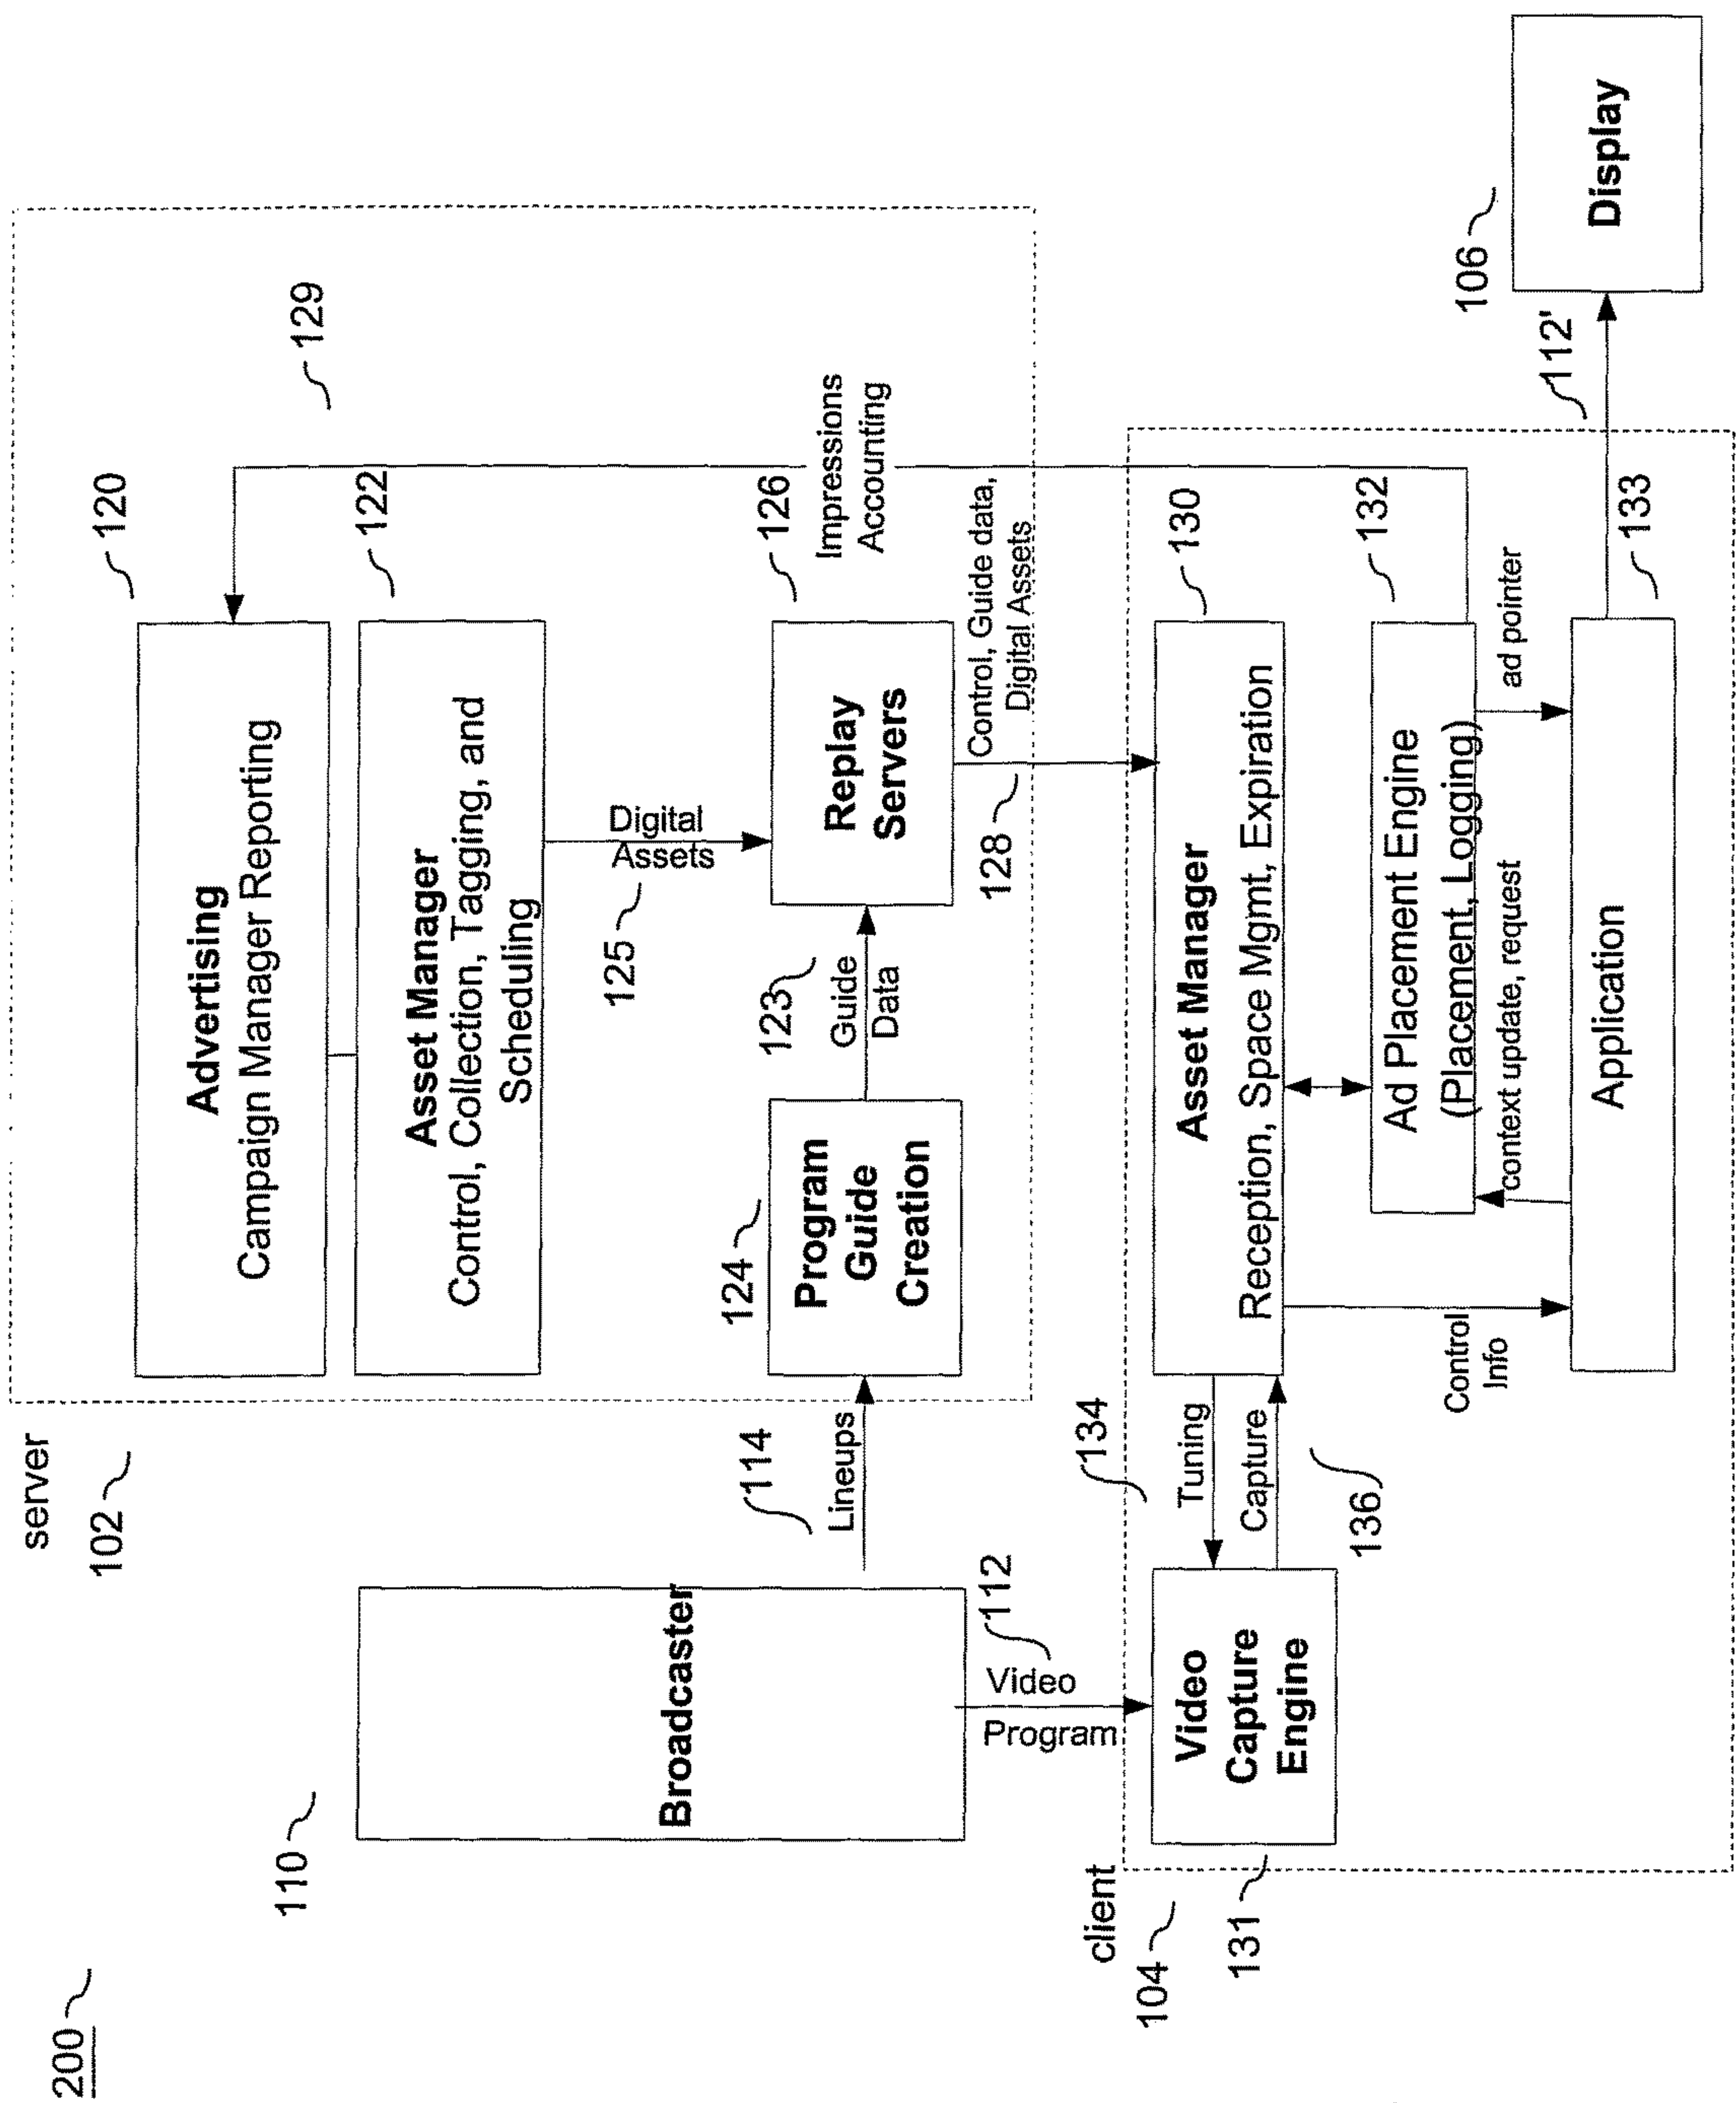 200
server
102
120
Advertising
Campaign Manager Reporting
129
122
Asset Manager
Control, Collection, Tagging, and
Scheduling
110
Broadcaster
114
Lineups
124
Program
Guide
Creation
123
Guide
Data
125
Digital
Assets
126
Replay
Servers
Impressions
Accounting
112
Video
Program
128
Control, Guide data,
Digital Assets
client
104
131
Video
Capture
Engine
134
Tuning
Capture
136
130
Asset Manager
Reception, Space Mgmt, Expiration
132
Ad Placement Engine
(Placement, Logging)
Control
Info
context update, request
ad pointer
133
Application
112'
106
Display